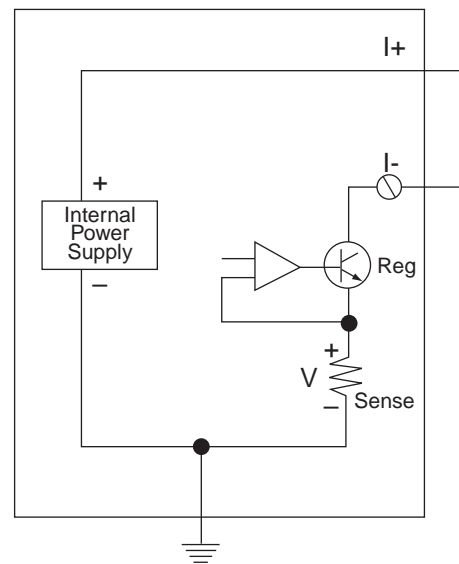 I+
I-
+
Internal
Power
Supply
−
Reg
+
V
−
Sense